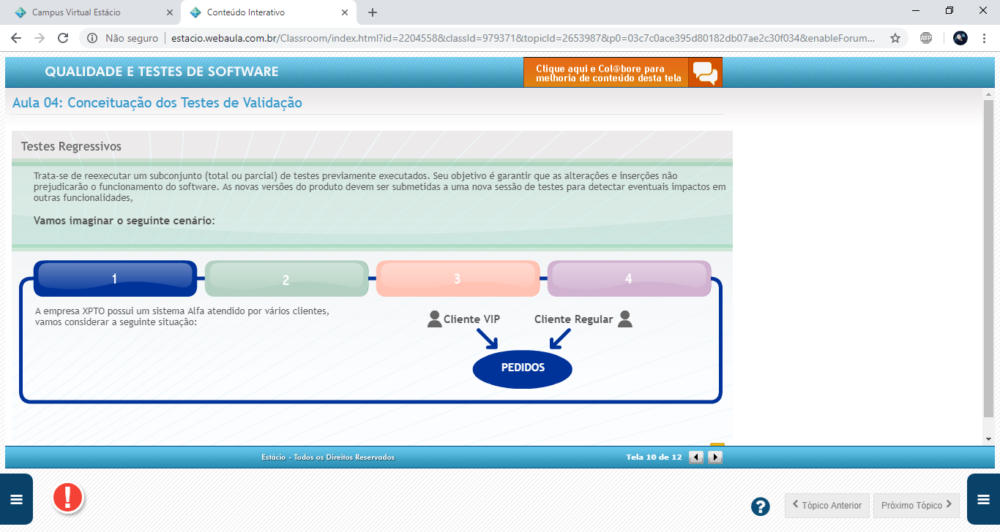 Campus Virtual Estácio
Conteúdo Interativo
Não seguro
estacio.webaula.com.br/Classroom/index.html?id=2204558&classId=979371&topicId=2653987&p0=03c7c0ace395d80182db07ae2c30f034&enableForum...
ABP
QUALIDADE E TESTES DE SOFTWARE
Clique aqui e Col@bore para
melhoria de conteúdo desta tela
Aula 04: Conceituação dos Testes de Validação
Testes Regressivos
Trata-se de reexecutar um subconjunto (total ou parcial) de testes previamente executados. Seu objetivo é garantir que as alterações e inserções não
prejudicarão o funcionamento do software. As novas versões do produto devem ser submetidas a uma nova sessão de testes para detectar eventuais impactos em
outras funcionalidades,
Vamos imaginar o seguinte cenário:
1
2
3
4
A empresa XPTO possui um sistema Alfa atendido por vários clientes,
vamos considerar a seguinte situação:
Cliente VIP
Cliente Regular
PEDIDOS
Estácio - Todos os Direitos Reservados
Tela 10 de 12
!
?
Tópico Anterior
Próximo Tópico